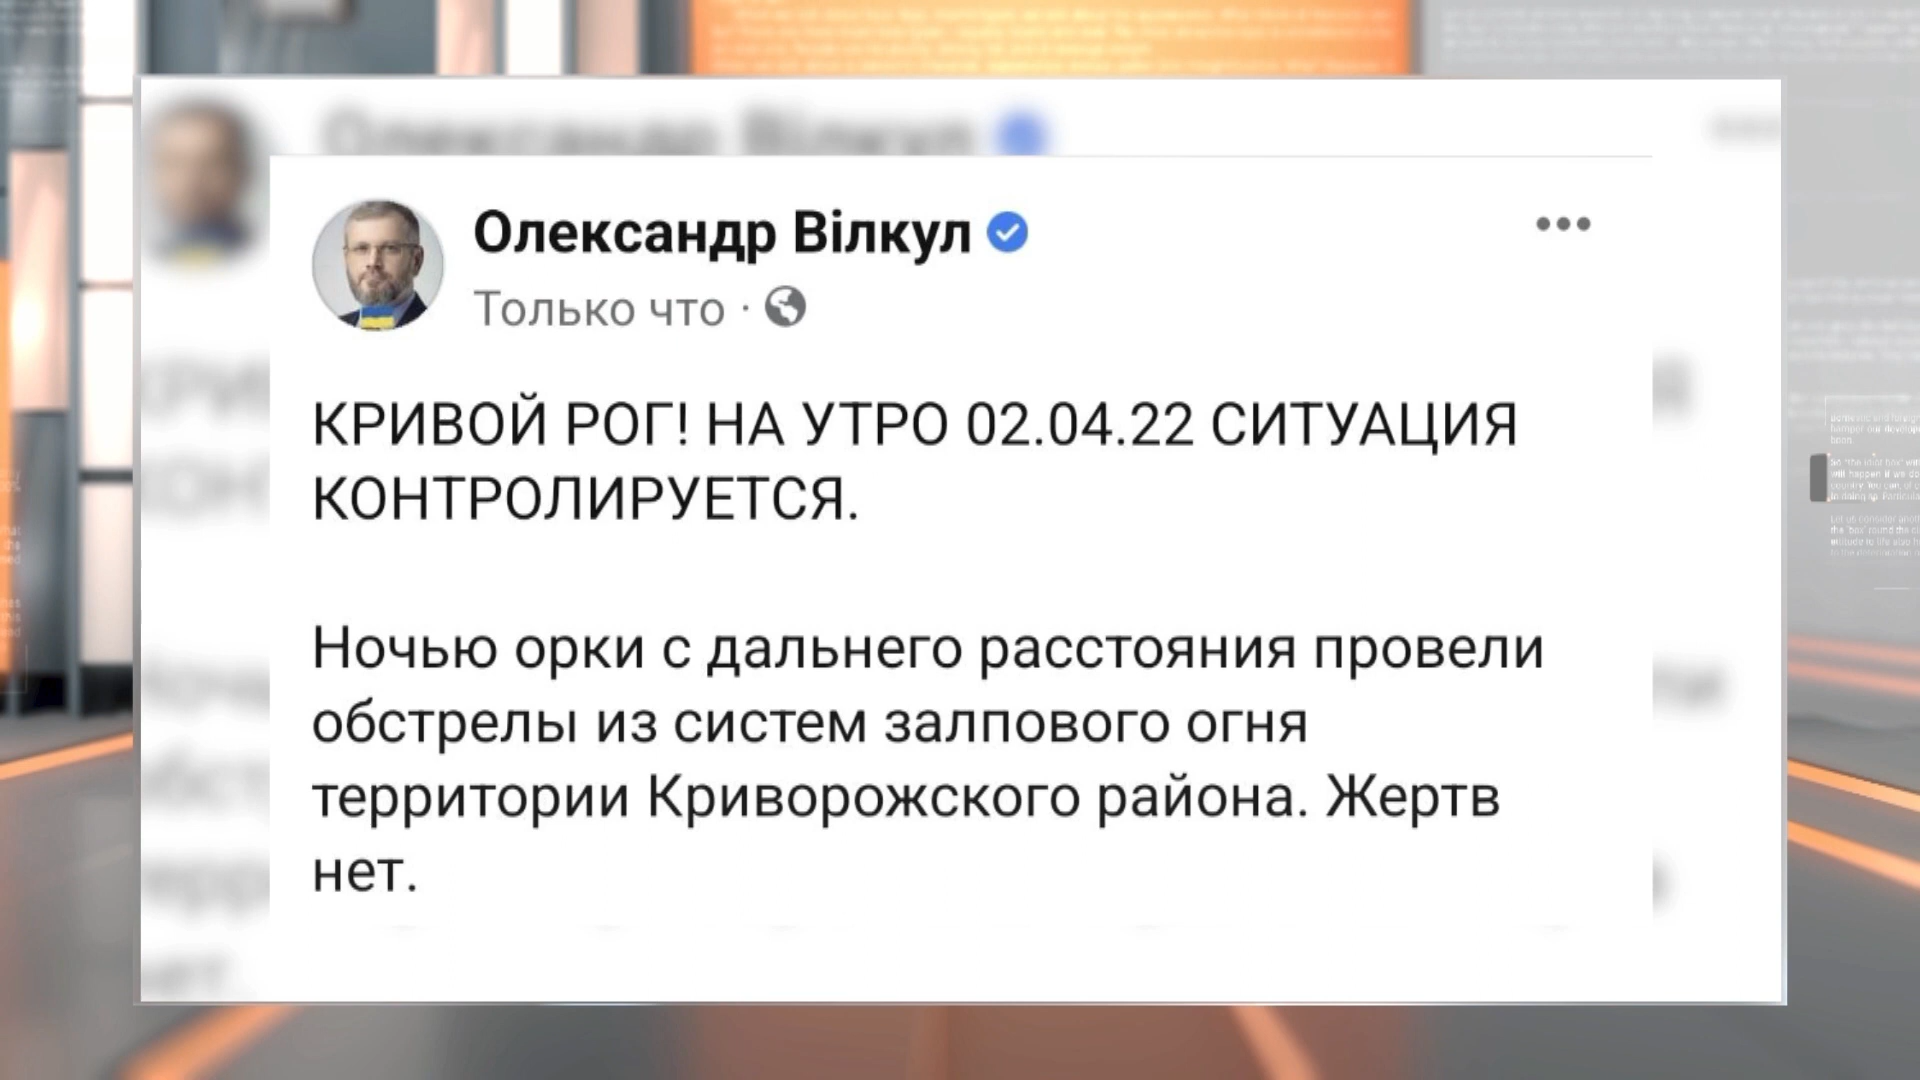 Олександр Вілкул
Только что
КРИВОЙ РОГ! НА УТРО 02.04.22 СИТУАЦИЯ
КОНТРОЛИРУЕТСЯ.
Ночью орки с дальнего расстояния провели
обстрелы из систем залпового огня
территории Криворожского района. Жертв
нет.